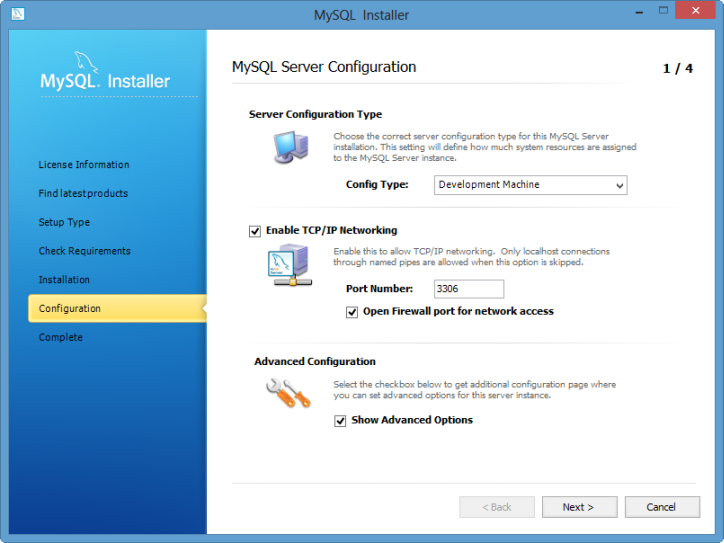 MySQL Installer
MySQL Installer
License Information
Find latest products
Setup Type
Check Requirements
Installation
Configuration
Complete
MySQL Server Configuration
1 / 4
Server Configuration Type
Choose the correct server configuration type for this MySQL Server
installation. This setting will define how much system resources are assigned
to the MySQL Server instance.
Config Type:
Development Machine
Enable TCP/IP Networking
Enable this to allow TCP/IP networking. Only localhost connections
through named pipes are allowed when this option is skipped.
Port Number:
3306
Open Firewall port for network access
Advanced Configuration
Select the checkbox below to get additional configuration page where
you can set advanced options for this server instance.
Show Advanced Options
< Back
Next >
Cancel